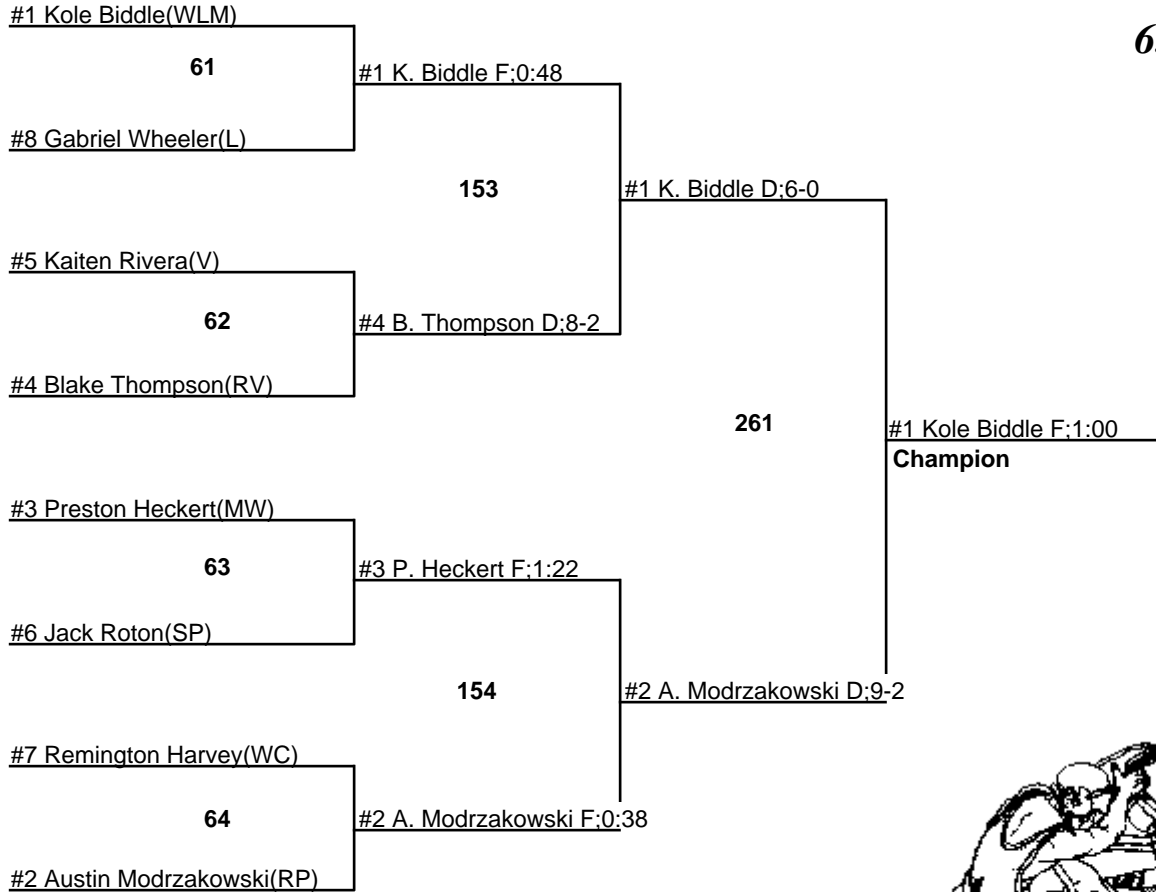 #1 Kole Biddle(WLM)
61
#1 K. Biddle F;0:48
#8 Gabriel Wheeler(L)
153
#1 K. Biddle D;6-0
#5 Kaiten Rivera(V)
62
#4 B. Thompson D;8-2
#4 Blake Thompson(RV)
261
#1 Kole Biddle F;1:00
Champion
#3 Preston Heckert(MW)
63
#3 P. Heckert F;1:22
#6 Jack Roton(SP)
154
#2 A. Modrzakowski D;9-2
#7 Remington Harvey(WC)
64
#2 A. Modrzakowski F;0:38
#2 Austin Modrzakowski(RP)